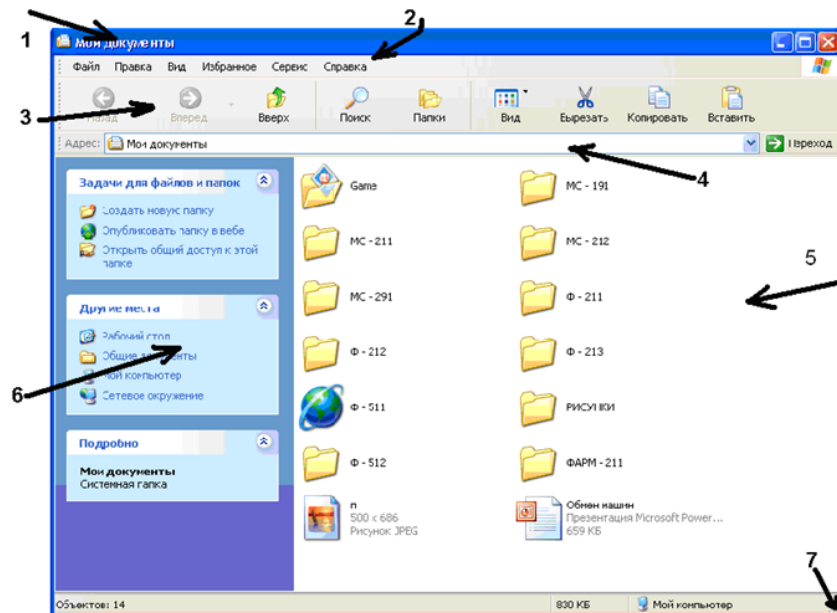 1
2
Мои документы
Файл Правка Вид Избранное Сервис Справка
3
Назад Вперед Вверх Поиск Папки Вид Вырезать Копировать Вставить
Адрес: Мои документы Переход
4
Задачи для файлов и папок
Создать новую папку
Опубликовать папку в вебе
Открыть общий доступ к этой
папке
Другие места
Рабочий стол
Общие документы
Мой компьютер
Сетевое окружение
6
Подробно
Мои документы
Системная папка
Game
МС - 191
МС - 211
МС - 212
5
МС - 291
Ф - 211
Ф - 212
Ф - 213
Ф - 511
РИСУНКИ
Ф - 512
ФАРМ - 211
п
500 x 686
Рисунок JPEG
Обмен машин
Презентация Microsoft Power...
659 КБ
7
Объектов: 14 830 КБ Мой компьютер